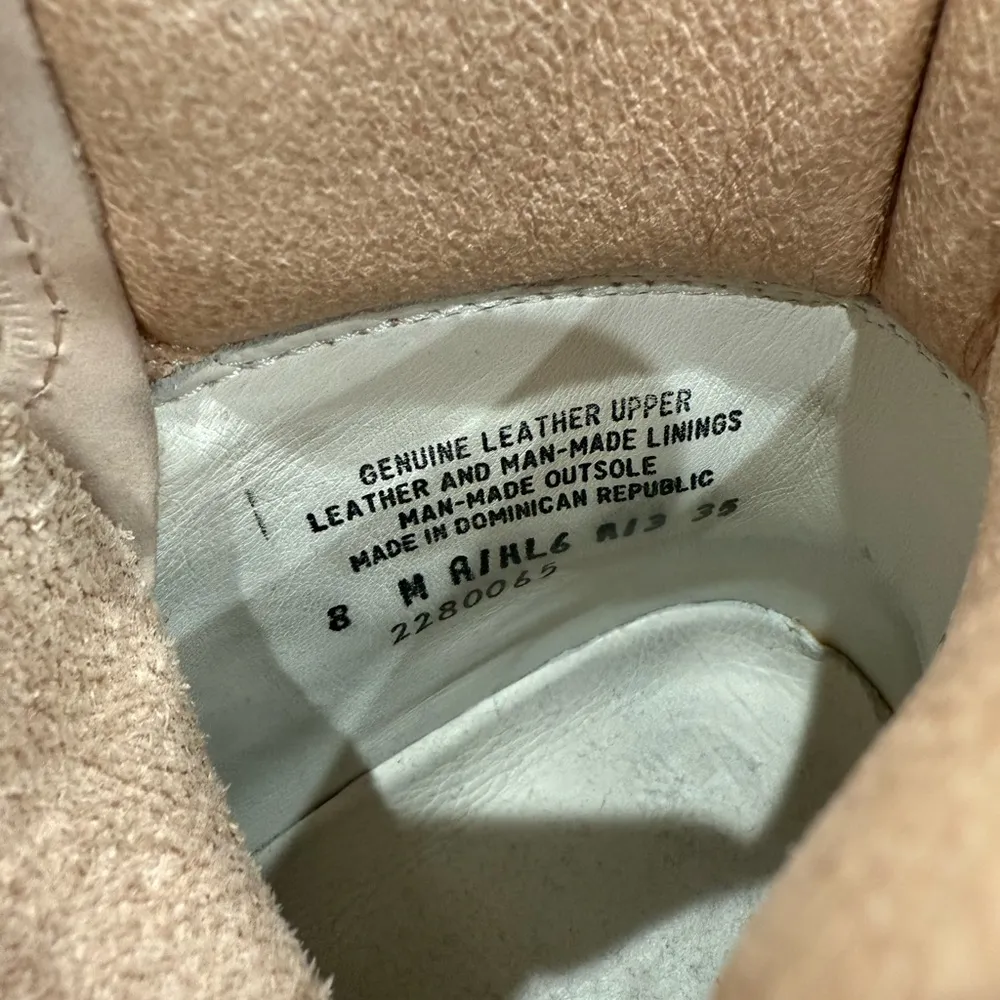 GENUINE LEATHER UPPER
LEATHER AND MAN-MADE LININGS
MAN-MADE OUTSOLE
MADE IN DOMINICAN REPUBLIC
8 M A/HL6 A/3 35
2280065